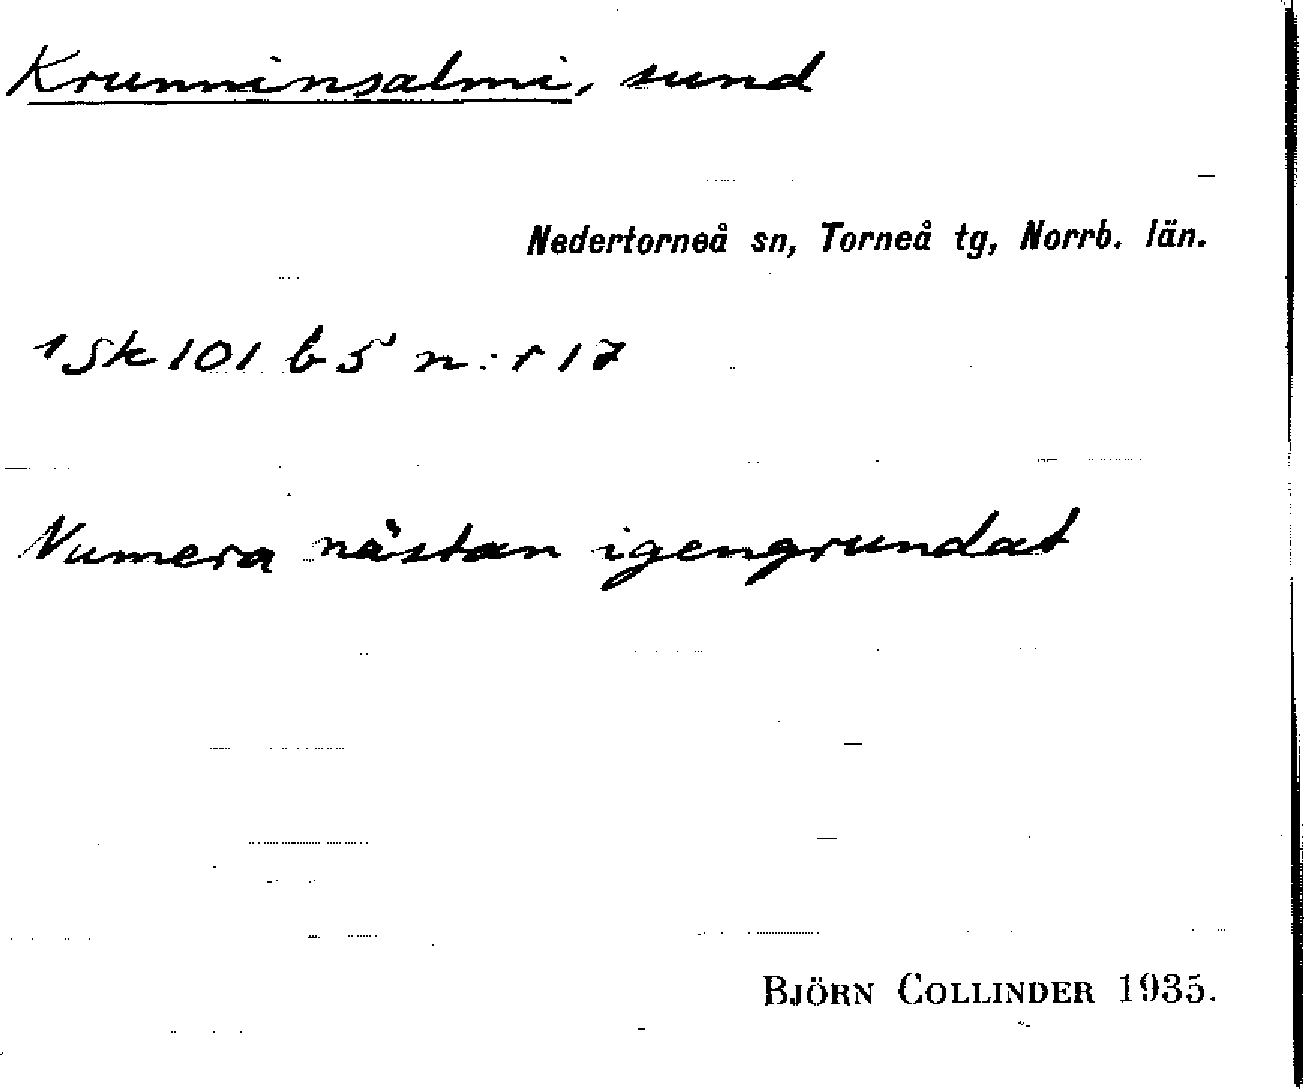 Krunninsalmi, sund
Nedertorneå sn, Torneå tg, Norrb. län.
1 Sk 101 b 5 n:r 17
Numera nästan igengrundat
BJÖRN COLLINDER 1935.